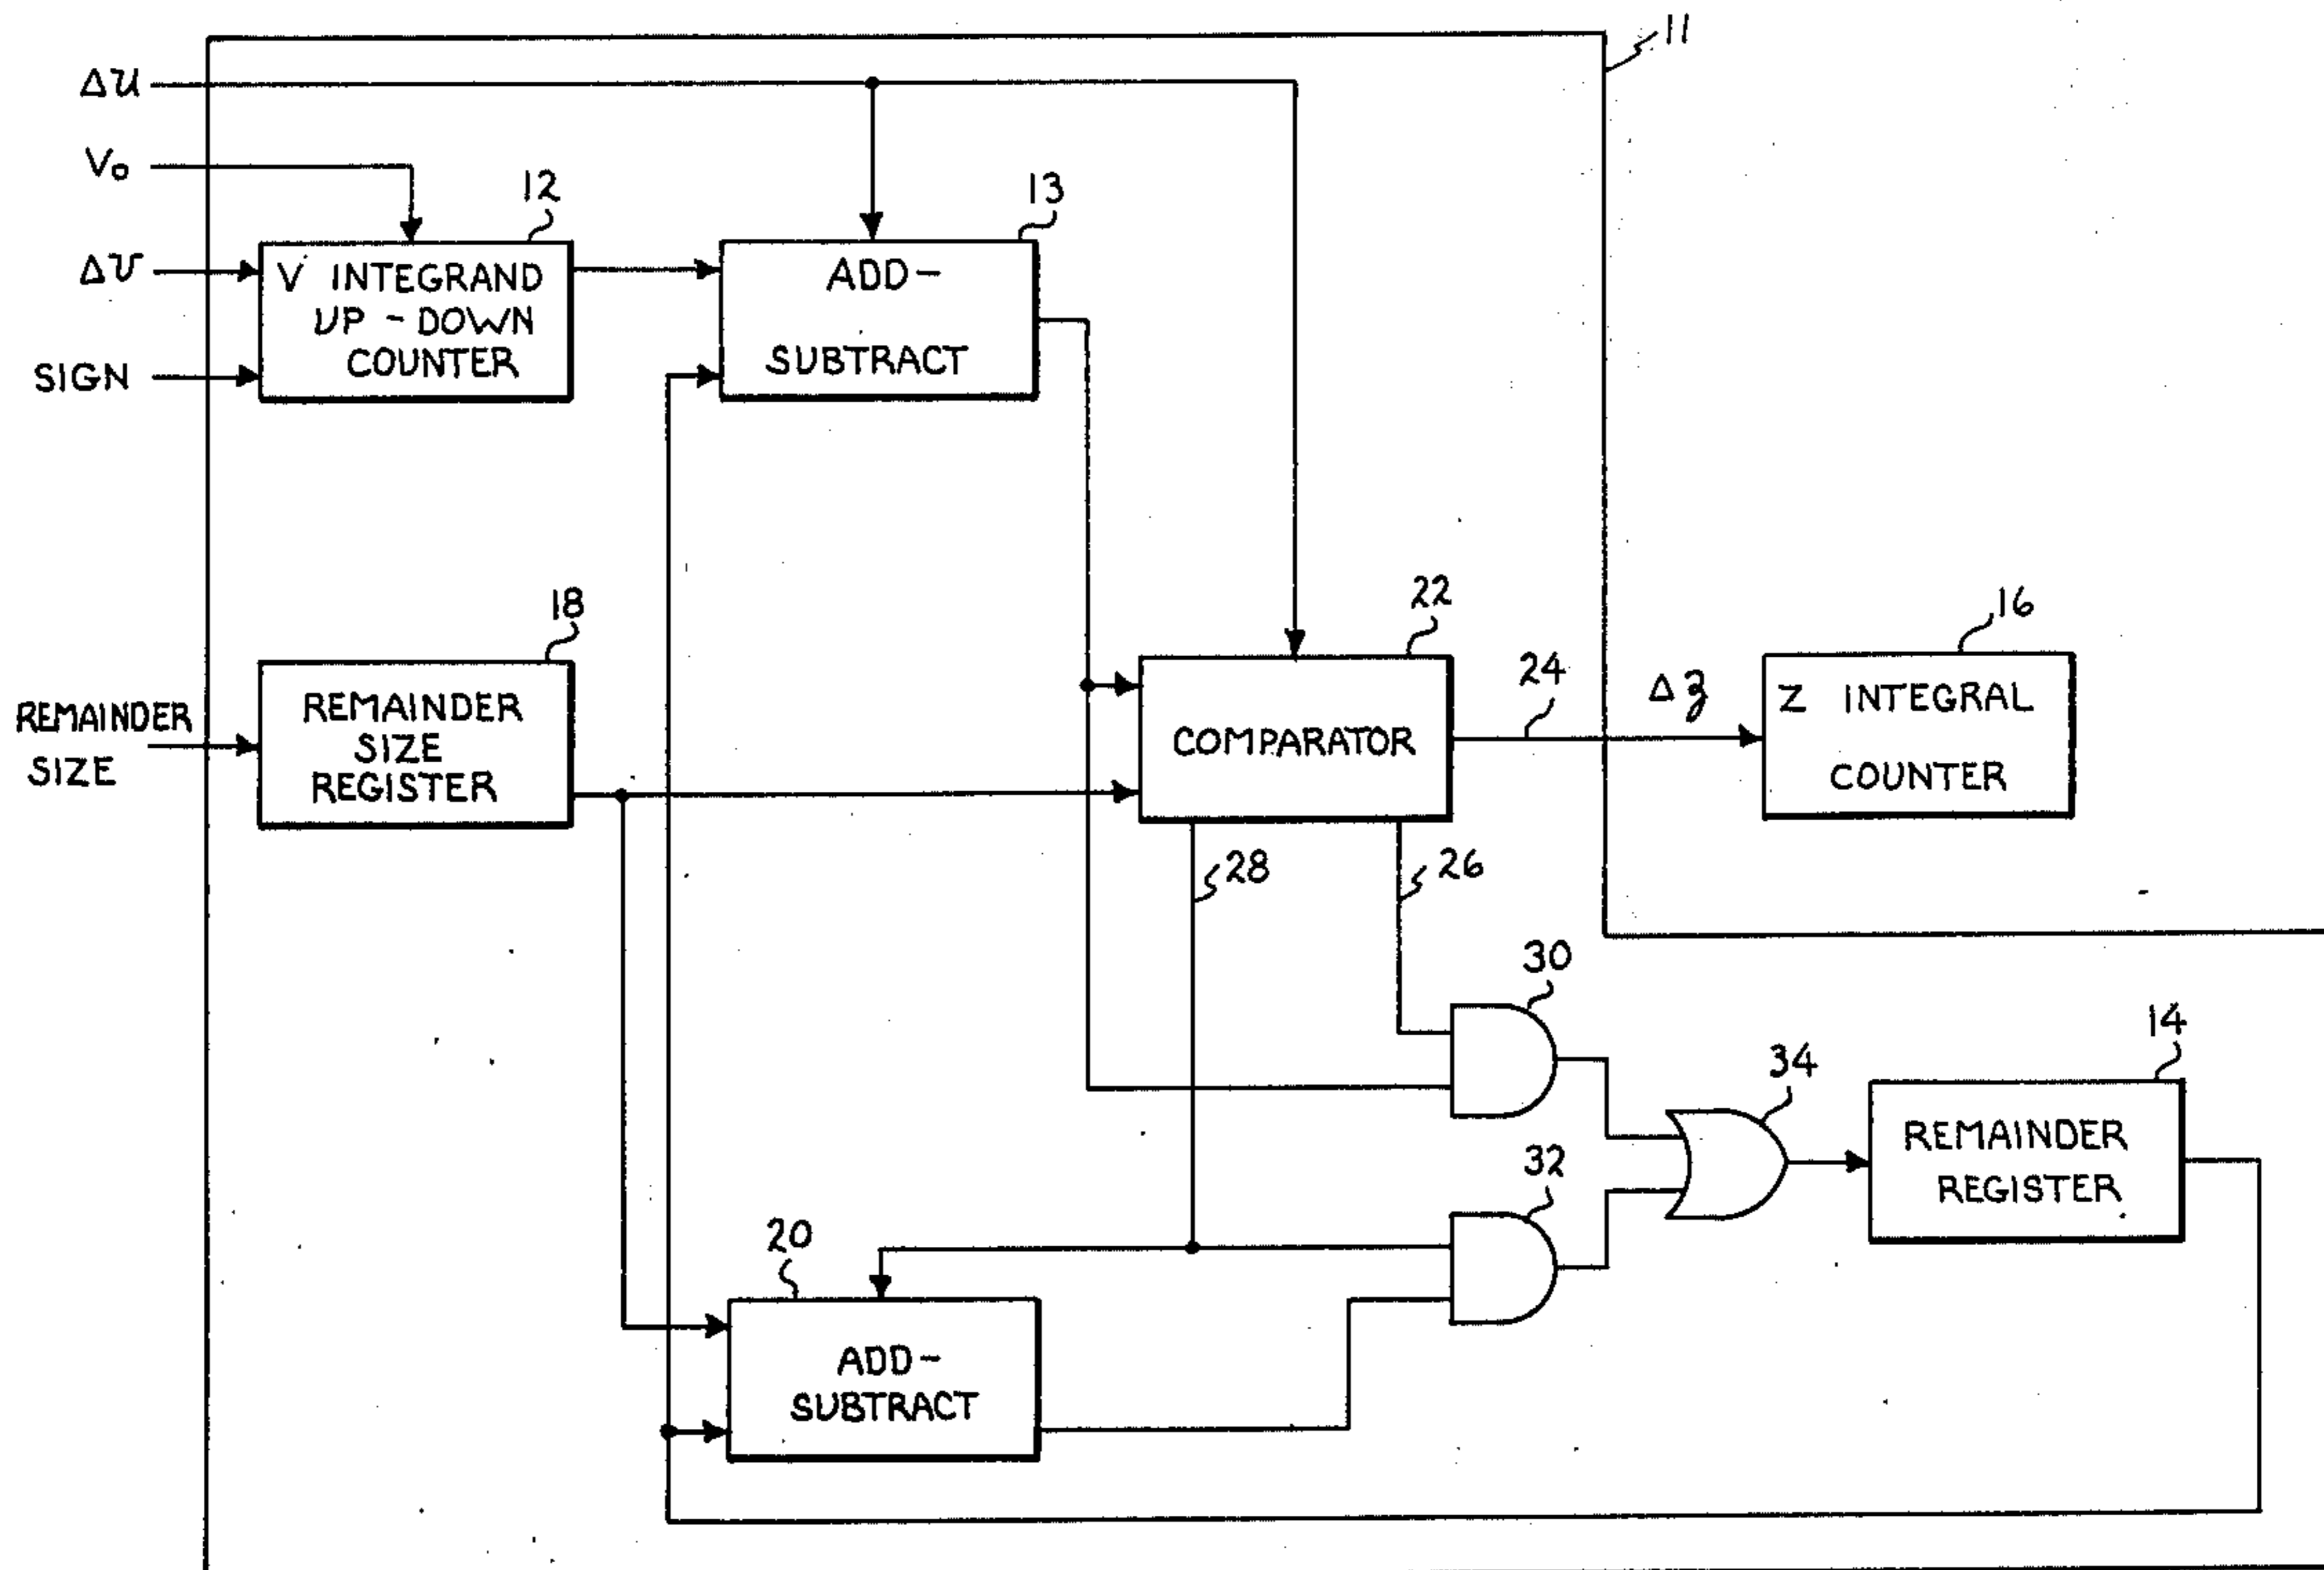 11
ΔU
V₀
12
13
ΔV
V INTEGRAND
UP - DOWN
COUNTER
ADD -
SUBTRACT
SIGN
18
22
16
REMAINDER
SIZE
REMAINDER
SIZE
REGISTER
COMPARATOR
24
Δz
Z INTEGRAL
COUNTER
28
26
30
14
34
REMAINDER
REGISTER
32
20
ADD -
SUBTRACT